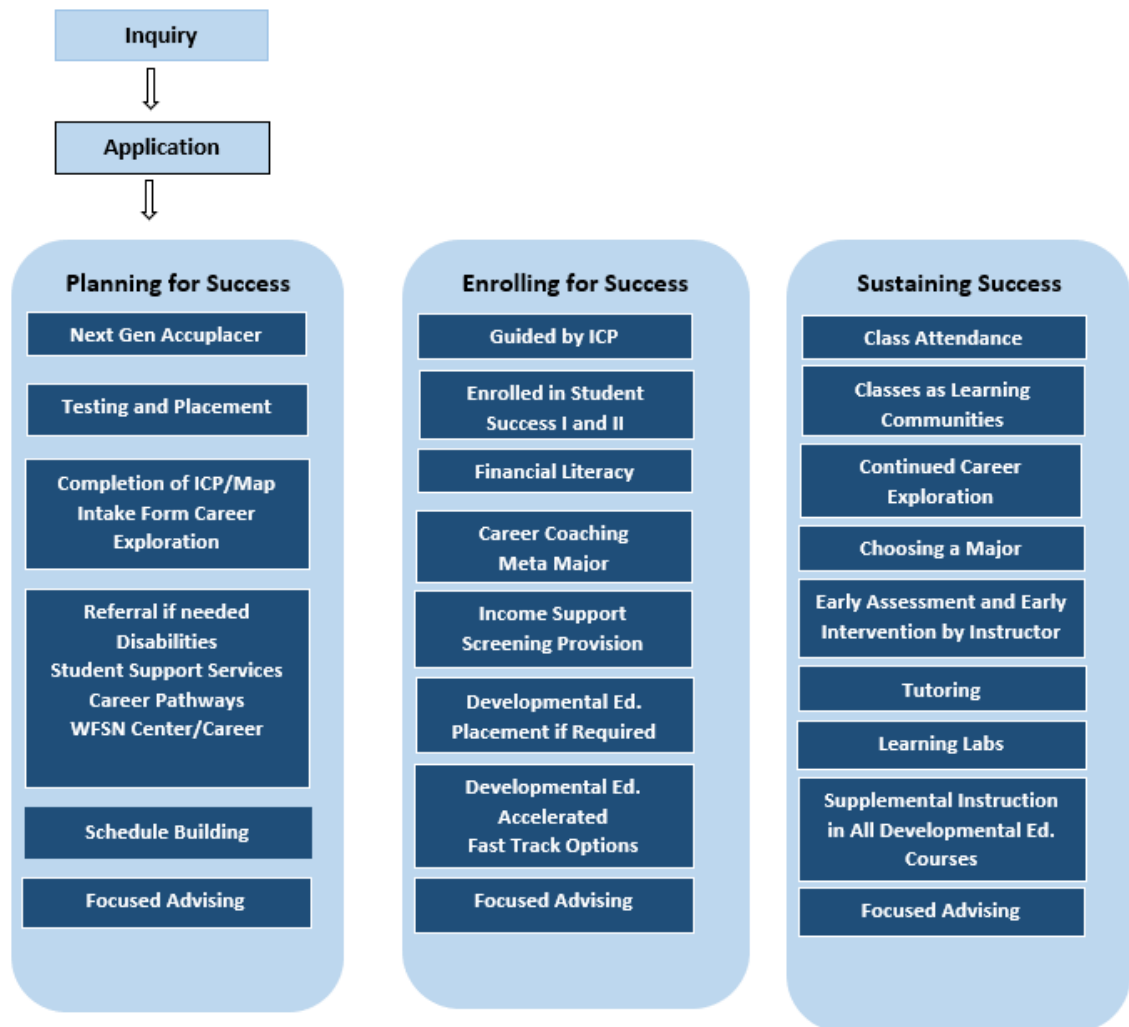 Inquiry
Application
Planning for Success
Next Gen Accuplacer
Testing and Placement
Completion of ICP/Map
Intake Form Career
Exploration
Referral if needed
Disabilities
Student Support Services
Career Pathways
WFSN Center/Career
Schedule Building
Focused Advising
Enrolling for Success
Guided by ICP
Enrolled in Student
Success I and II
Financial Literacy
Career Coaching
Meta Major
Income Support
Screening Provision
Developmental Ed.
Placement if Required
Developmental Ed.
Accelerated
Fast Track Options
Focused Advising
Sustaining Success
Class Attendance
Classes as Learning
Communities
Continued Career
Exploration
Choosing a Major
Early Assessment and Early
Intervention by Instructor
Tutoring
Learning Labs
Supplemental Instruction
in All Developmental Ed.
Courses
Focused Advising